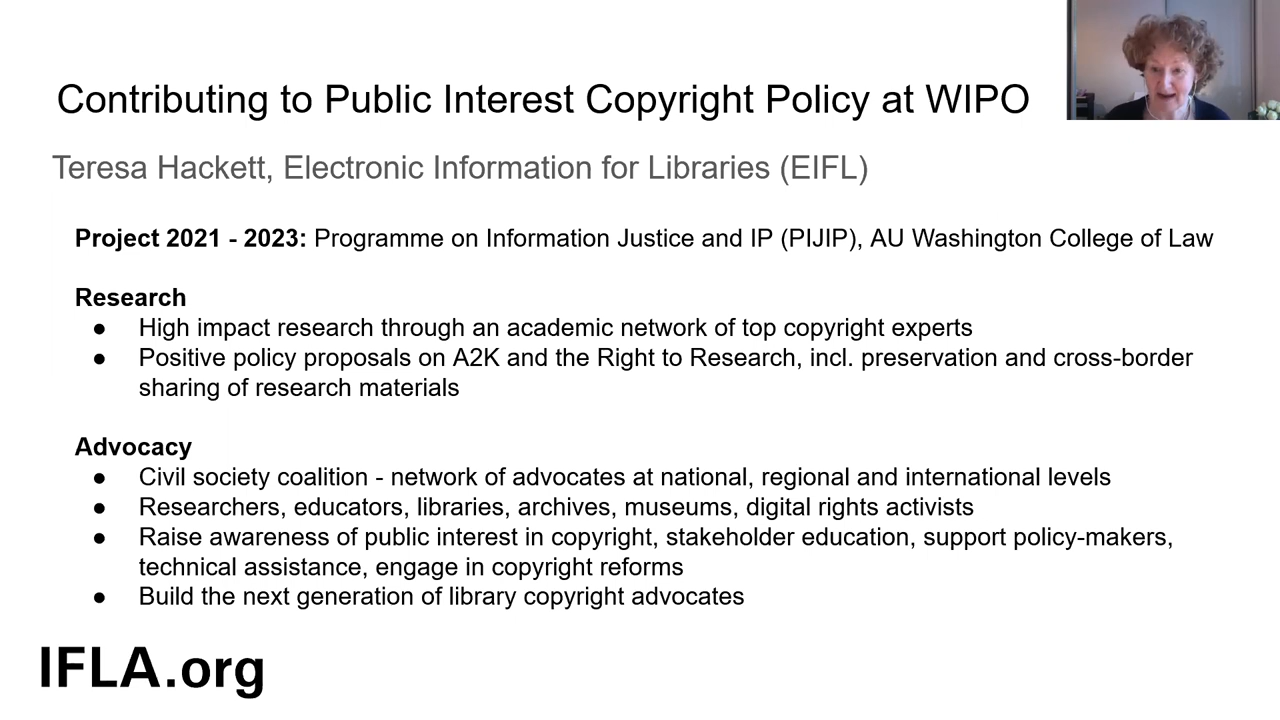 Contributing to Public Interest Copyright Policy at WIPO
Teresa Hackett, Electronic Information for Libraries (EIFL)
Project 2021 - 2023: Programme on Information Justice and IP (PIJIP), AU Washington College of Law
Research
● High impact research through an academic network of top copyright experts
● Positive policy proposals on A2K and the Right to Research, incl. preservation and cross-border
sharing of research materials
Advocacy
● Civil society coalition - network of advocates at national, regional and international levels
● Researchers, educators, libraries, archives, museums, digital rights activists
● Raise awareness of public interest in copyright, stakeholder education, support policy-makers,
technical assistance, engage in copyright reforms
● Build the next generation of library copyright advocates
IFLA.org